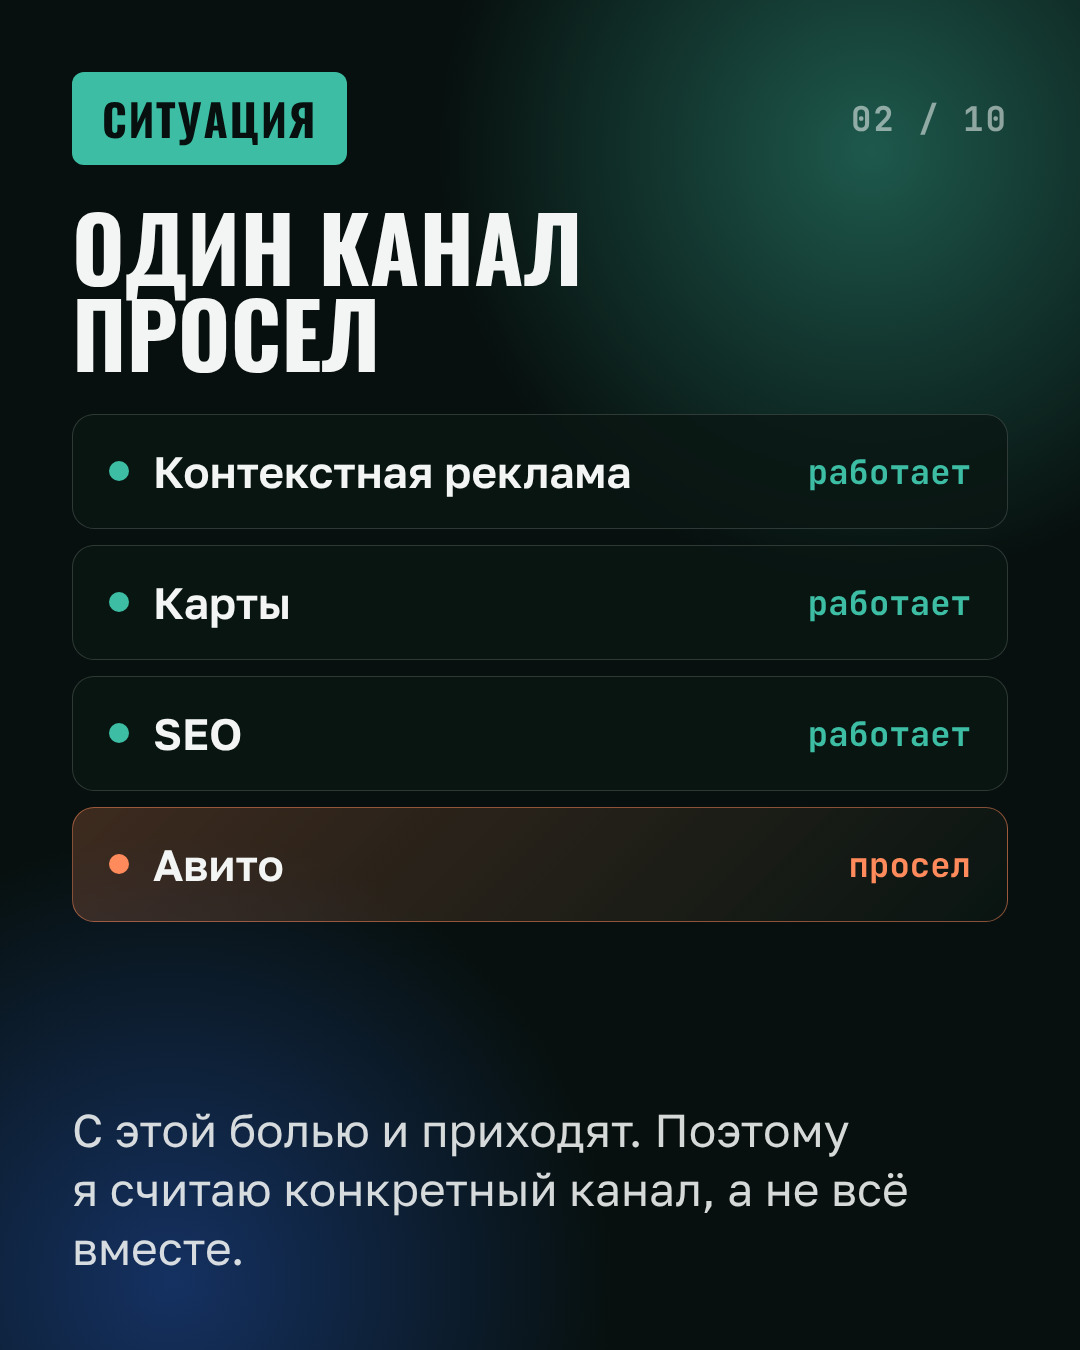 СИТУАЦИЯ
02 / 10
ОДИН КАНАЛ
ПРОСЕЛ
Контекстная реклама работает
Карты работает
SEO работает
Авито просел
С этой болью и приходят. Поэтому
я считаю конкретный канал, а не всё
вместе.